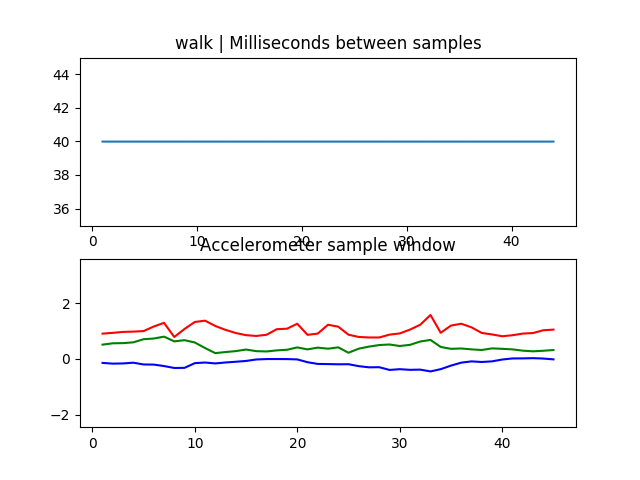 walk | Milliseconds between samples
44
42
40
38
36
0 10 20 30 40
Accelerometer sample window
2
0
−2
0 10 20 30 40